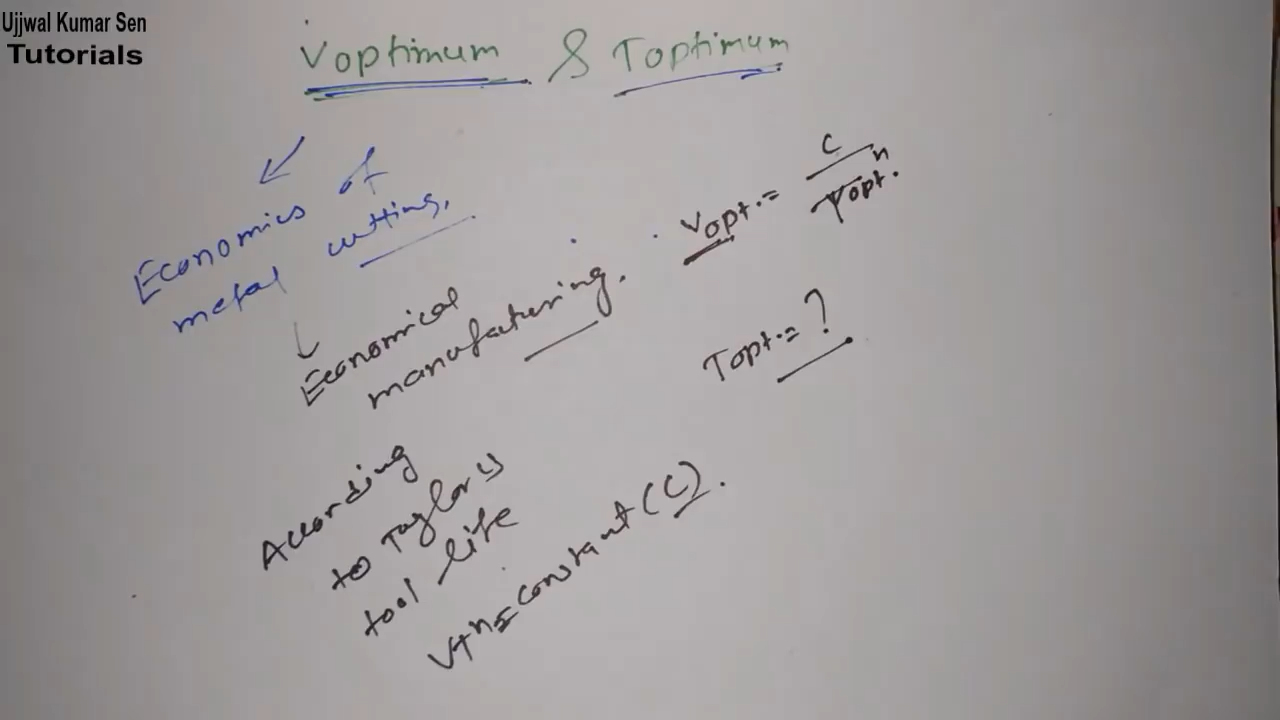 Ujjwal Kumar Sen
Tutorials
Voptimum & Toptimum
Economics of
metal cutting.
Economical
manufacturing.
Vopt. = C / Topt.^n
Topt. = ?
According
to Taylor's
tool life
VT^n = constant (C).